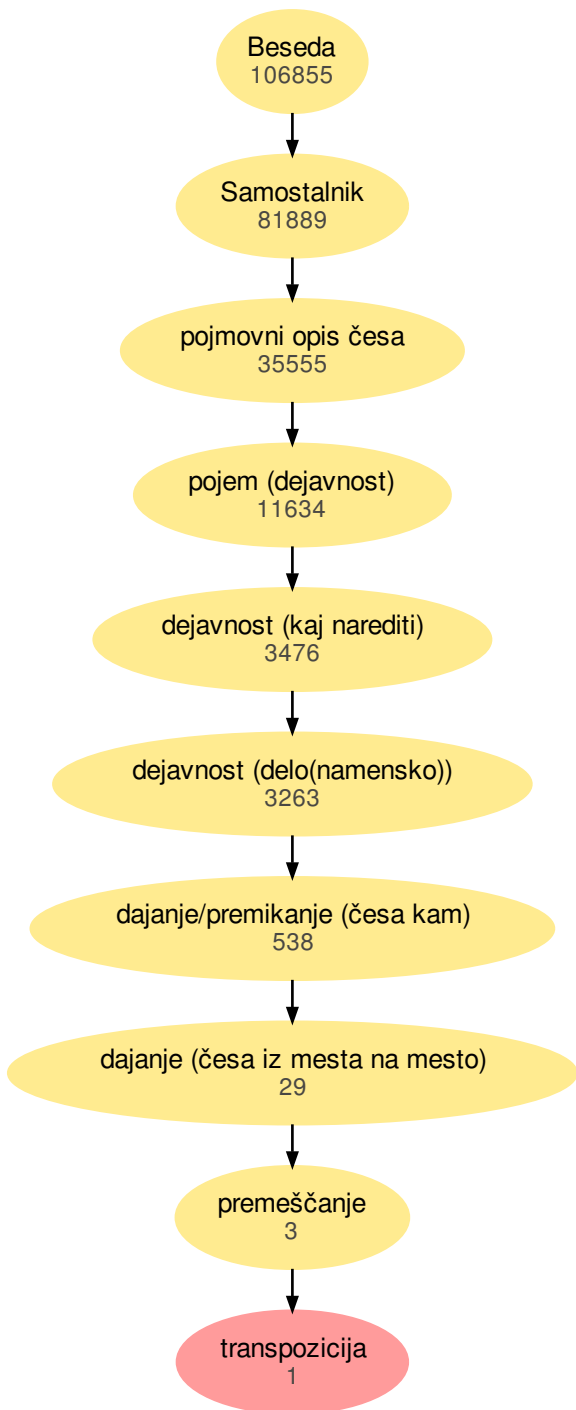 Beseda
106855
Samostalnik
81889
pojmovni opis česa
35555
pojem (dejavnost)
11634
dejavnost (kaj narediti)
3476
dejavnost (delo(namensko))
3263
dajanje/premikanje (česa kam)
538
dajanje (česa iz mesta na mesto)
29
premeščanje
3
transpozicija
1